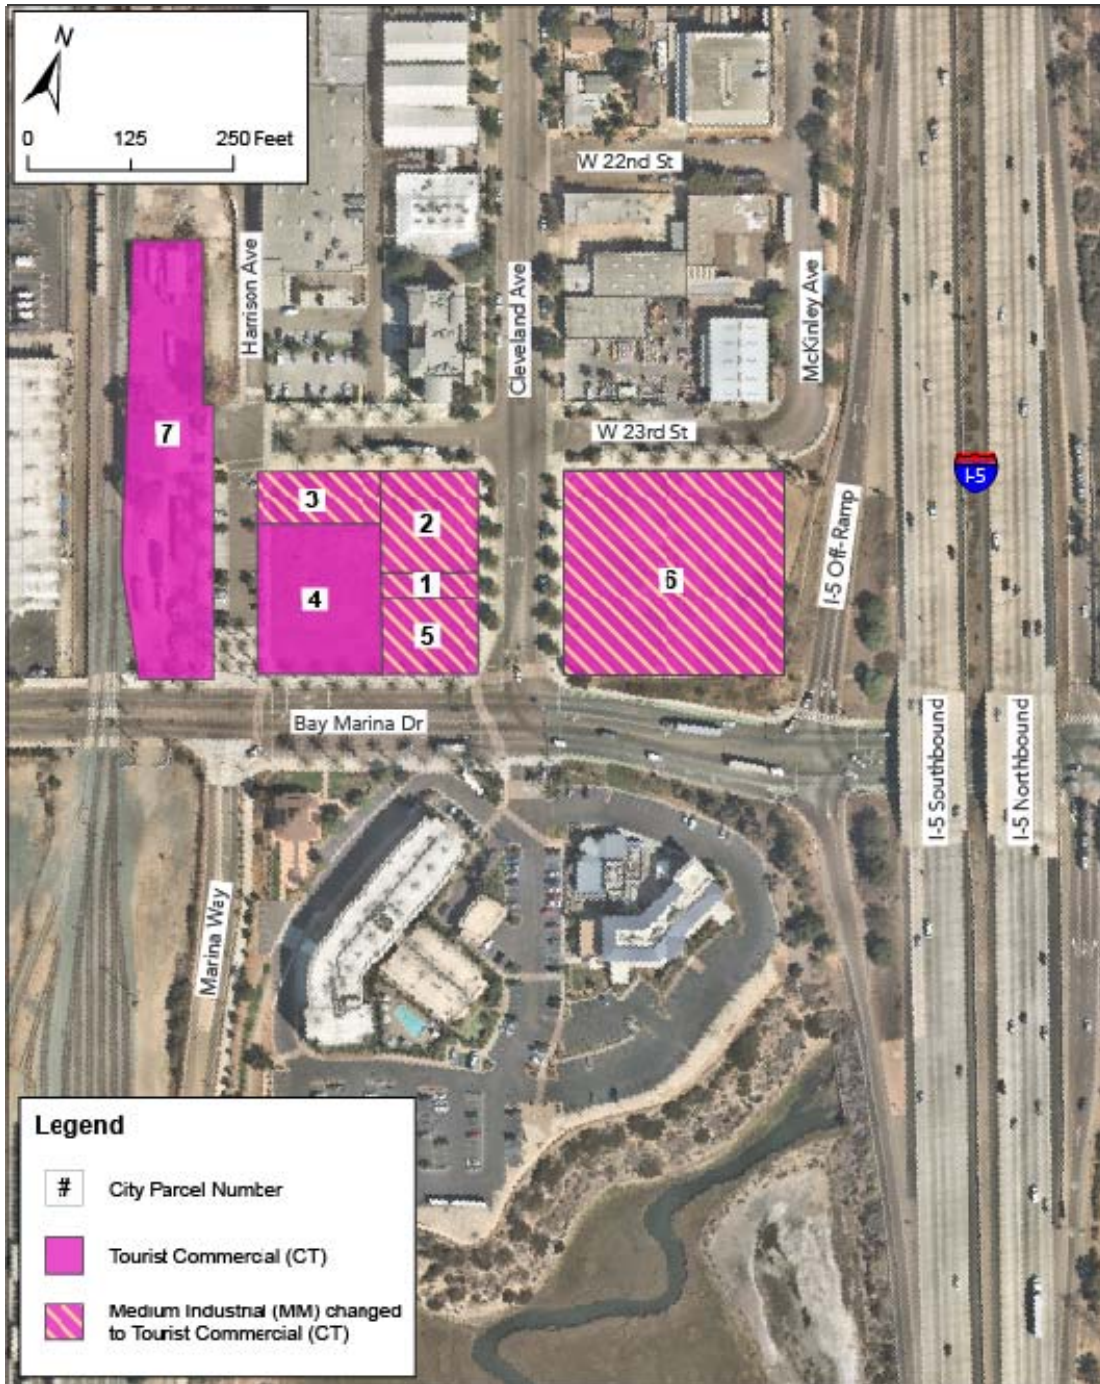 N
0 125 250 Feet
W 22nd St
Harrison Ave
Cleveland Ave
McKinley Ave
W 23rd St
7
3
2
1
4
5
6
I-5
I-5 Off-Ramp
Bay Marina Dr
I-5 Southbound
I-5 Northbound
Marina Way
Legend
# City Parcel Number
Tourist Commercial (CT)
Medium Industrial (MM) changed
to Tourist Commercial (CT)